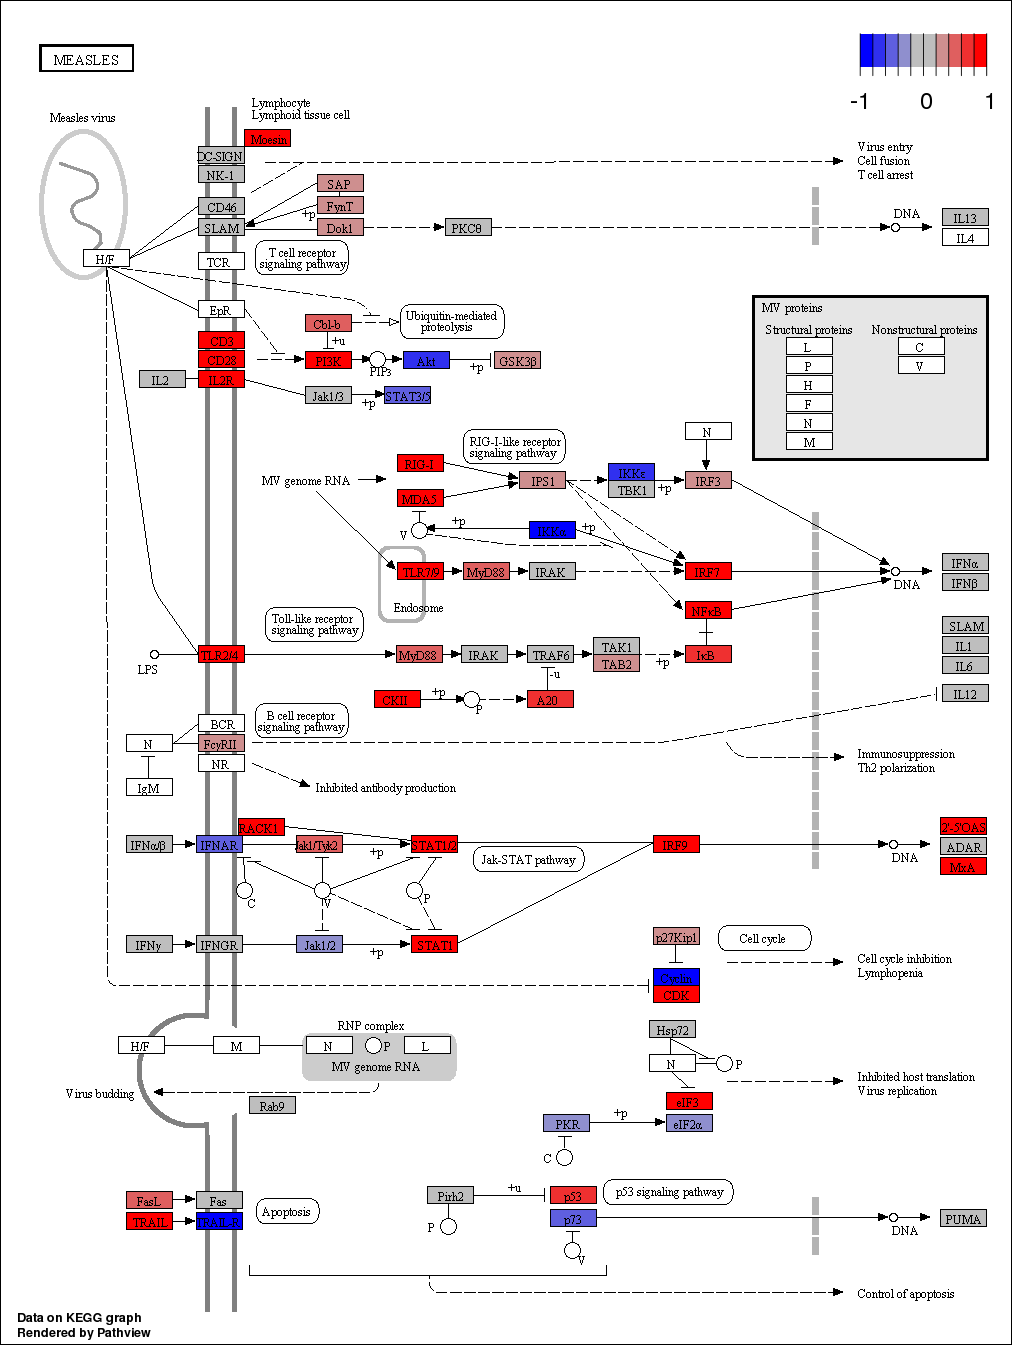 MEASLES
-1 0 1
Measles virus
Lymphocyte
Lymphoid tissue cell
Moesin
DC-SIGN
NK-1
Virus entry
Cell fusion
T cell arrest
SAP
CD46
FynT
+p
SLAM
Dok1
PKCθ
DNA
IL13
IL4
H/F
TCR
T cell receptor
signaling pathway
EpR
Cbl-b
Ubiquitin-mediated
proteolysis
+u
CD3
CD28
PI3K
PIP3
Akt
+p
GSK3β
IL2
IL2R
Jak1/3
+p
STAT3/5
MV proteins
Structural proteins
Nonstructural proteins
L
C
P
V
H
F
N
M
N
RIG-I-like receptor
signaling pathway
RIG-I
MV genome RNA
IPS1
IKKε
TBK1
+p
IRF3
MDA5
V
+p
+p
TLR7/9
MyD88
IRAK
IRF7
DNA
IFNα
IFNβ
Endosome
NFκB
Toll-like receptor
signaling pathway
SLAM
IL1
IL6
IL12
LPS
TLR2/4
MyD88
IRAK
TRAF6
TAK1
TAB2
+p
IκB
-u
CKII
+p
P
A20
B cell receptor
signaling pathway
BCR
N
FcγRII
NR
IgM
Inhibited antibody production
Immunosuppression
Th2 polarization
RACK1
IFNα/β
IFNAR
Jak1/Tyk2
+p
STAT1/2
Jak-STAT pathway
IRF9
DNA
2'-5'OAS
ADAR
MxA
C
V
P
IFNγ
IFNGR
Jak1/2
+p
STAT1
p27Kip1
Cell cycle
Cyclin
CDK
Cell cycle inhibition
Lymphopenia
RNP complex
H/F
M
N
P
L
MV genome RNA
Hsp72
N
P
Virus budding
Rab9
eIF3
Inhibited host translation
Virus replication
PKR
+p
eIF2α
C
FasL
Fas
TRAIL
TRAIL-R
Apoptosis
Pirh2
+u
p53
p53 signaling pathway
P
p73
V
DNA
PUMA
Control of apoptosis
Data on KEGG graph
Rendered by Pathview